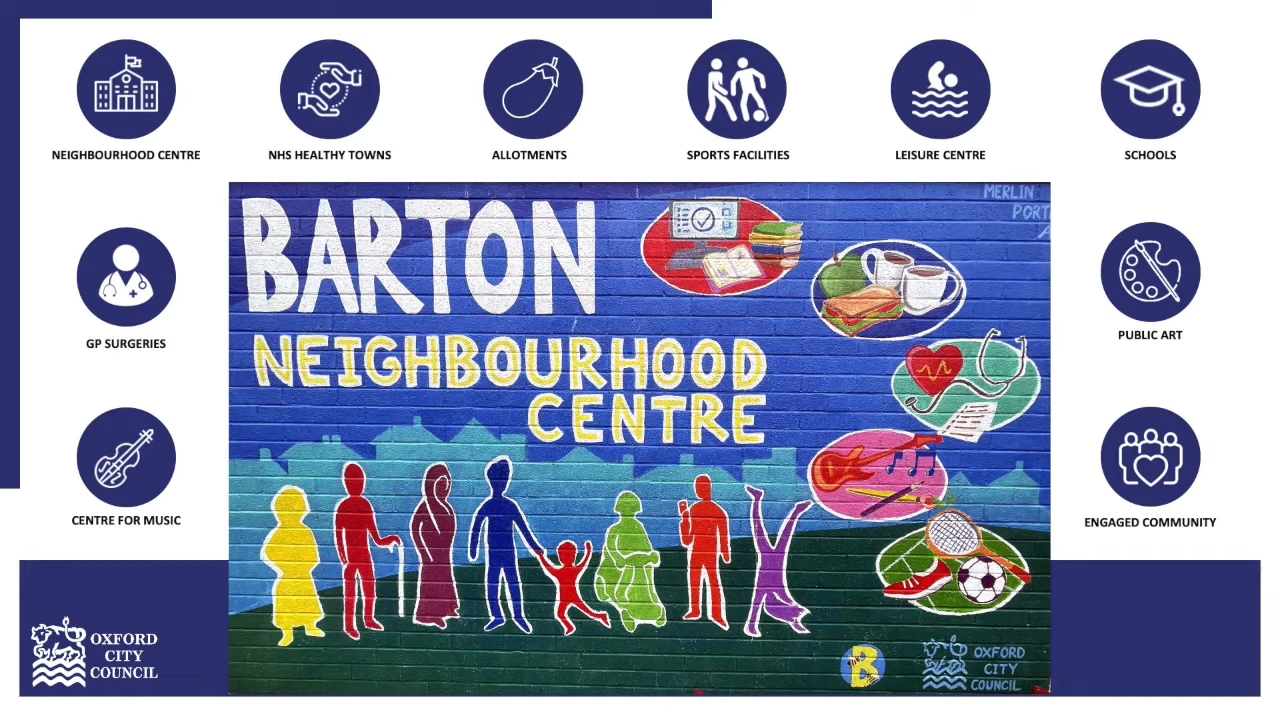 NEIGHBOURHOOD CENTRE
NHS HEALTHY TOWNS
ALLOTMENTS
SPORTS FACILITIES
LEISURE CENTRE
SCHOOLS
GP SURGERIES
PUBLIC ART
CENTRE FOR MUSIC
ENGAGED COMMUNITY
BARTON
NEIGHBOURHOOD
CENTRE
MERLIN
B
OXFORD
CITY
COUNCIL
OXFORD
CITY
COUNCIL